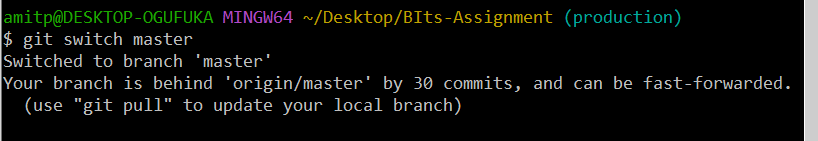 amitp@DESKTOP-OGUFUKA MINGW64 ~/Desktop/BIts-Assignment (production)
$ git switch master
Switched to branch 'master'
Your branch is behind 'origin/master' by 30 commits, and can be fast-forwarded.
  (use "git pull" to update your local branch)